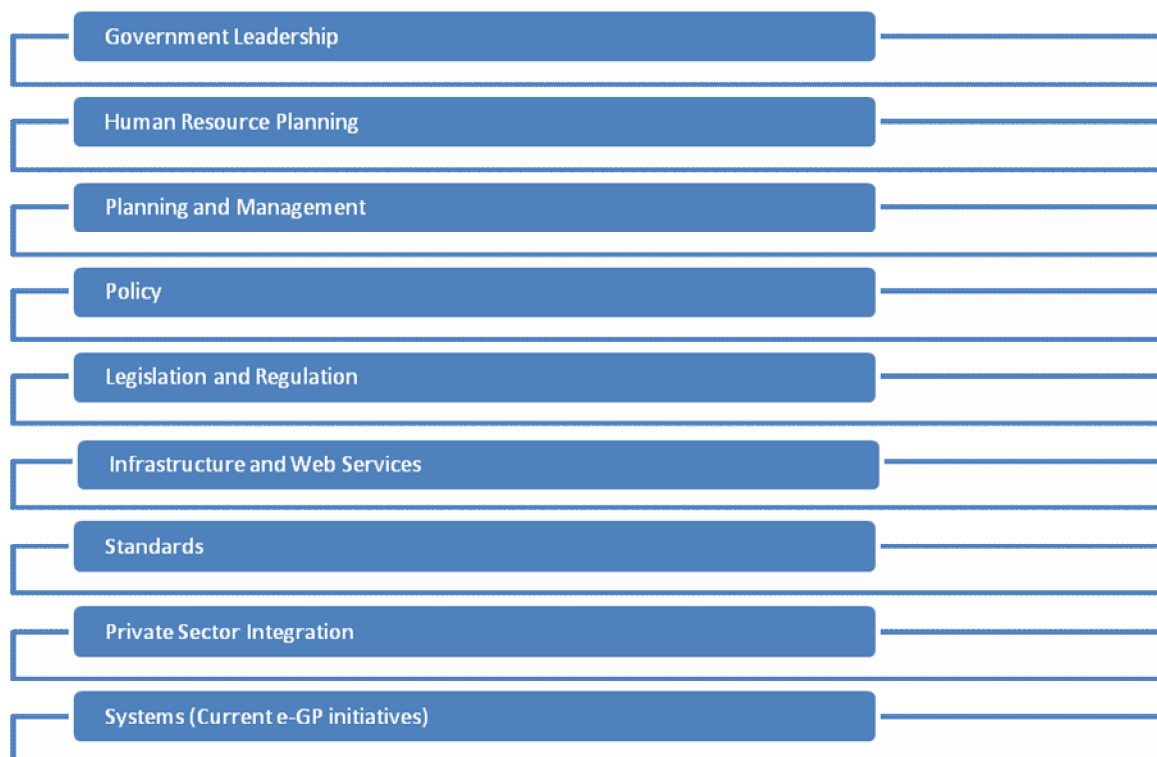 Government Leadership
Human Resource Planning
Planning and Management
Policy
Legislation and Regulation
Infrastructure and Web Services
Standards
Private Sector Integration
Systems (Current e-GP initiatives)